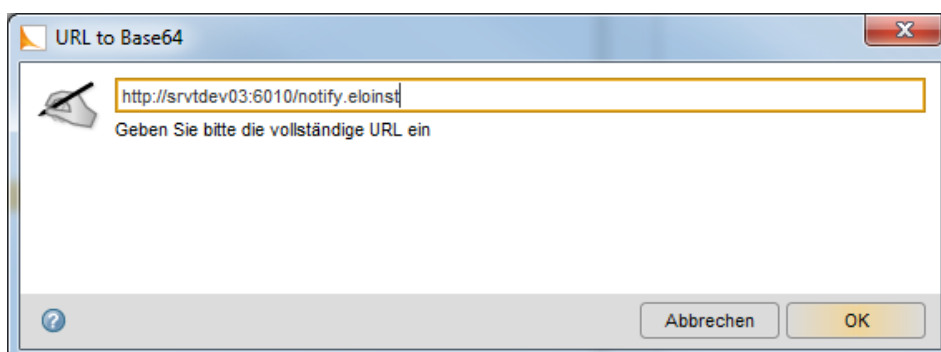 URL to Base64
http://srvtdev03:6010/notify.eloinst
Geben Sie bitte die vollständige URL ein
Abbrechen
OK